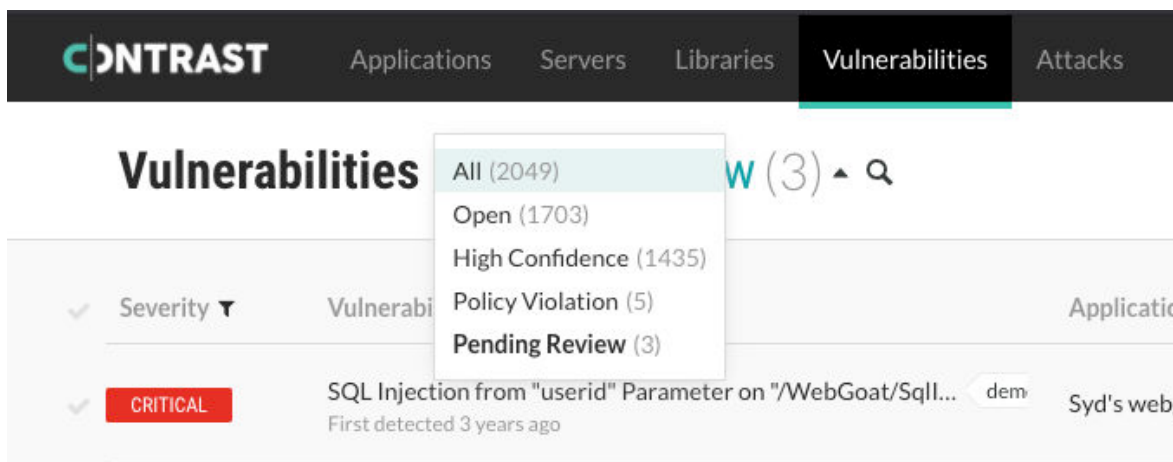 CONTRAST Applications Servers Libraries Vulnerabilities Attacks
Vulnerabilities w (3)
All (2049)
Open (1703)
High Confidence (1435)
Policy Violation (5)
Pending Review (3)
Severity Vulnerabi Applicatio
CRITICAL SQL Injection from "userid" Parameter on "/WebGoat/SqlI... dem Syd's web
First detected 3 years ago